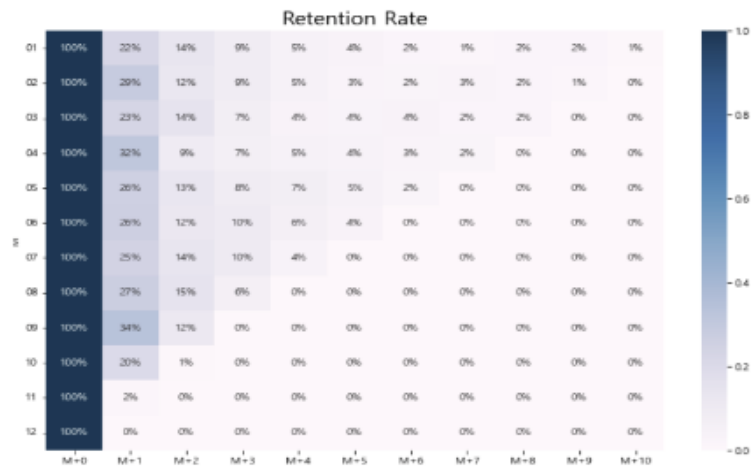 Retention Rate
01 100% 22% 14% 9% 5% 4% 2% 1% 2% 2% 1%
02 100% 29% 12% 9% 5% 3% 2% 3% 2% 1% 0%
03 100% 23% 14% 7% 4% 4% 4% 2% 2% 0% 0%
04 100% 32% 9% 7% 5% 4% 3% 2% 0% 0% 0%
05 100% 26% 13% 8% 7% 5% 2% 0% 0% 0% 0%
06 100% 26% 12% 10% 6% 4% 0% 0% 0% 0% 0%
07 100% 25% 14% 10% 4% 0% 0% 0% 0% 0% 0%
08 100% 27% 15% 6% 0% 0% 0% 0% 0% 0% 0%
09 100% 34% 12% 0% 0% 0% 0% 0% 0% 0% 0%
10 100% 20% 1% 0% 0% 0% 0% 0% 0% 0% 0%
11 100% 2% 0% 0% 0% 0% 0% 0% 0% 0% 0%
12 100% 0% 0% 0% 0% 0% 0% 0% 0% 0% 0%
M+0 M+1 M+2 M+3 M+4 M+5 M+6 M+7 M+8 M+9 M+10
M
1.0
0.8
0.6
0.4
0.2
0.0